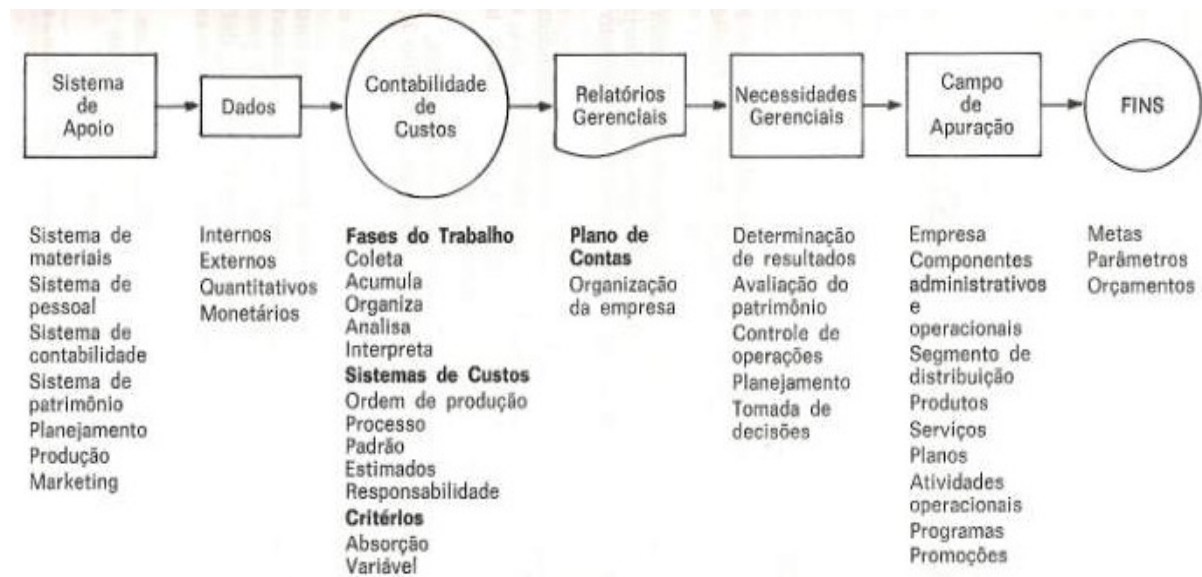 Sistema
de
Apoio
Dados
Contabilidade
de
Custos
Relatórios
Gerenciais
Necessidades
Gerenciais
Campo
de
Apuração
FINS
Sistema de
materiais
Sistema de
pessoal
Sistema de
contabilidade
Sistema de
patrimônio
Planejamento
Produção
Marketing
Internos
Externos
Quantitativos
Monetários
Fases do Trabalho
Coleta
Acumula
Organiza
Analisa
Interpreta
Sistemas de Custos
Ordem de produção
Processo
Padrão
Estimados
Responsabilidade
Critérios
Absorção
Variável
Plano de
Contas
Organização
da empresa
Determinação
de resultados
Avaliação do
patrimônio
Controle de
operações
Planejamento
Tomada de
decisões
Empresa
Componentes
administrativos
e
operacionais
Segmento de
distribuição
Produtos
Serviços
Planos
Atividades
operacionais
Programas
Promoções
Metas
Parâmetros
Orçamentos